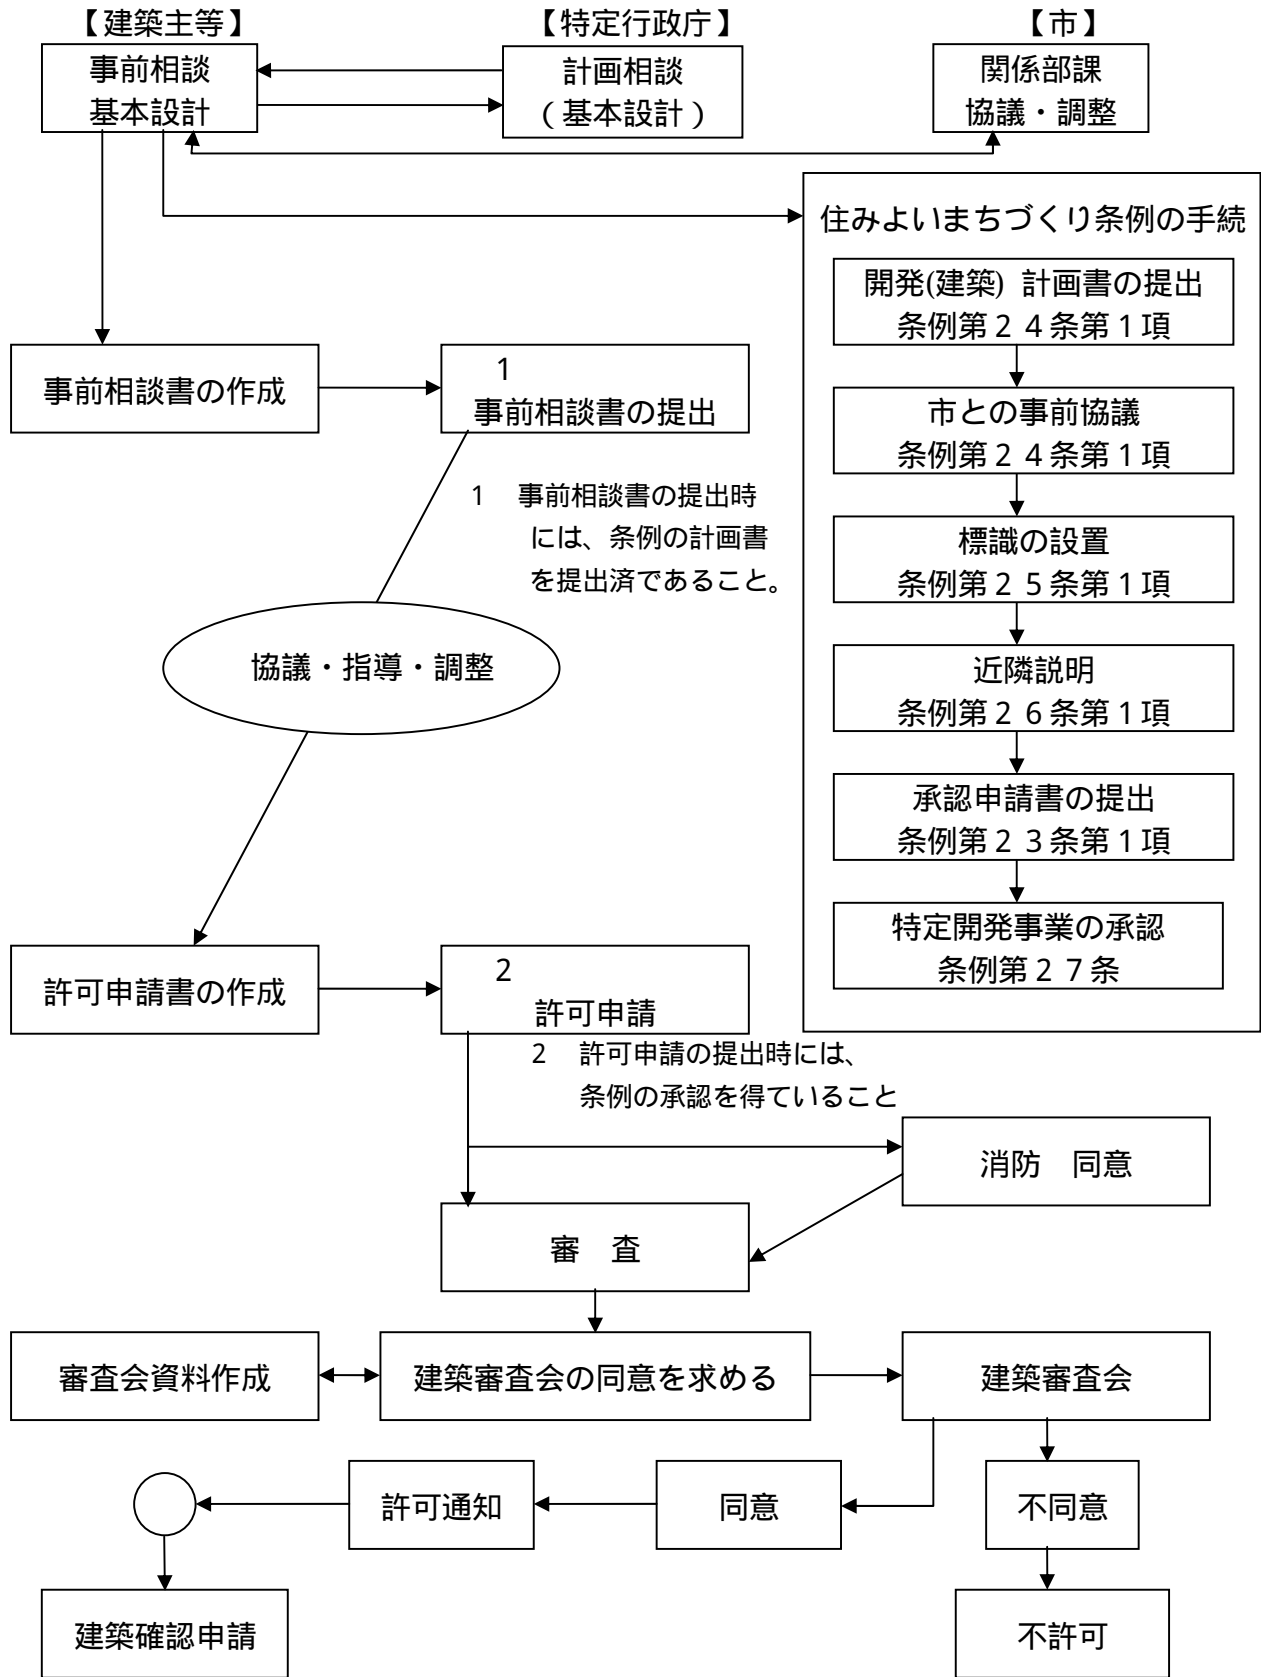 【建築主等】
【特定行政庁】
【市】
事前相談
基本設計
計画相談
(基本設計)
関係部課
協議・調整
住みよいまちづくり条例の手続
開発(建築) 計画書の提出
条例第24条第1項
市との事前協議
条例第24条第1項
標識の設置
条例第25条第1項
近隣説明
条例第26条第1項
承認申請書の提出
条例第23条第1項
特定開発事業の承認
条例第27条
事前相談書の作成
1
事前相談書の提出
1 事前相談書の提出時
には、条例の計画書
を提出済であること。
協議・指導・調整
許可申請書の作成
2
許可申請
2 許可申請の提出時には、
条例の承認を得ていること
消防 同意
審 査
審査会資料作成
建築審査会の同意を求める
建築審査会
許可通知
同意
不同意
建築確認申請
不許可